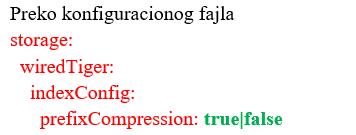 Preko konfiguracionog fajla
storage:
wiredTiger:
indexConfig:
prefixCompression: true|false